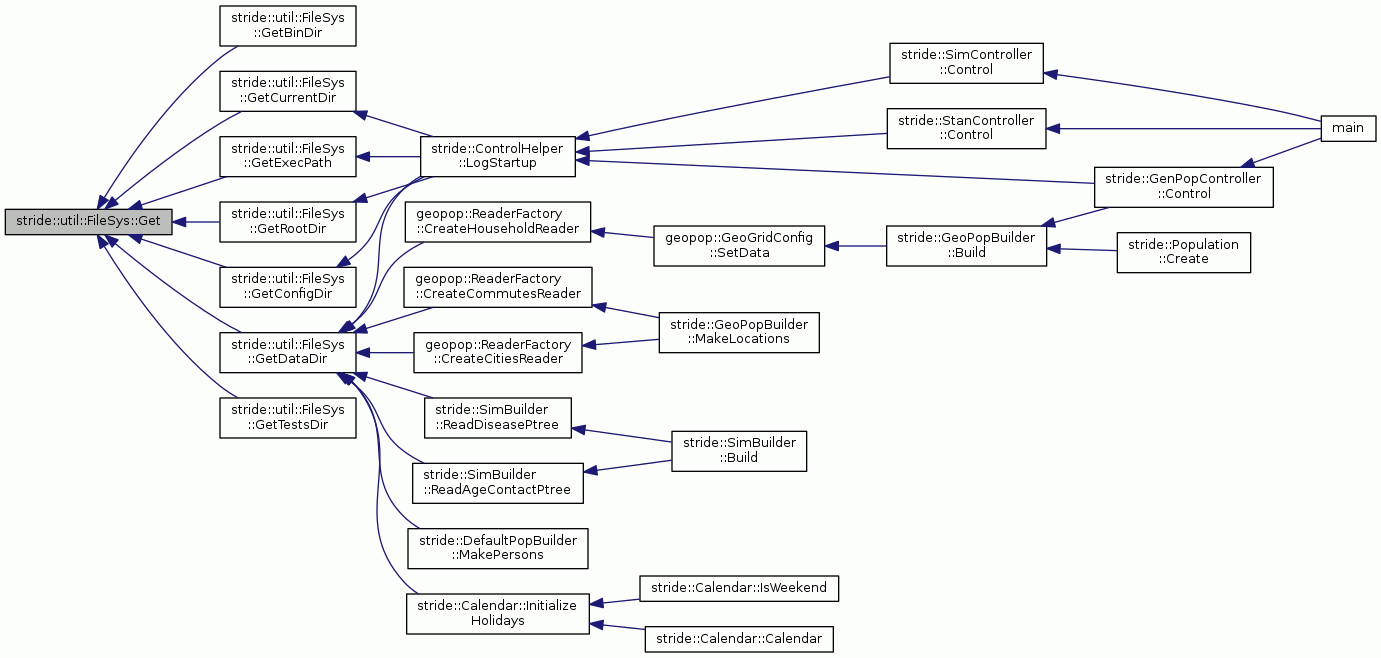 stride::util::FileSys::Get
stride::util::FileSys
::GetBinDir
stride::util::FileSys
::GetCurrentDir
stride::util::FileSys
::GetExecPath
stride::util::FileSys
::GetRootDir
stride::util::FileSys
::GetConfigDir
stride::util::FileSys
::GetDataDir
stride::util::FileSys
::GetTestsDir
stride::ControlHelper
::LogStartup
geopop::ReaderFactory
::CreateHouseholdReader
geopop::ReaderFactory
::CreateCommutesReader
geopop::ReaderFactory
::CreateCitiesReader
stride::SimBuilder
::ReadDiseasePtree
stride::SimBuilder
::ReadAgeContactPtree
stride::DefaultPopBuilder
::MakePersons
stride::Calendar::Initialize
Holidays
geopop::GeoGridConfig
::SetData
stride::GeoPopBuilder
::MakeLocations
stride::SimBuilder
::Build
stride::Calendar::IsWeekend
stride::Calendar::Calendar
stride::SimController
::Control
stride::StanController
::Control
stride::GeoPopBuilder
::Build
stride::GenPopController
::Control
stride::Population
::Create
main